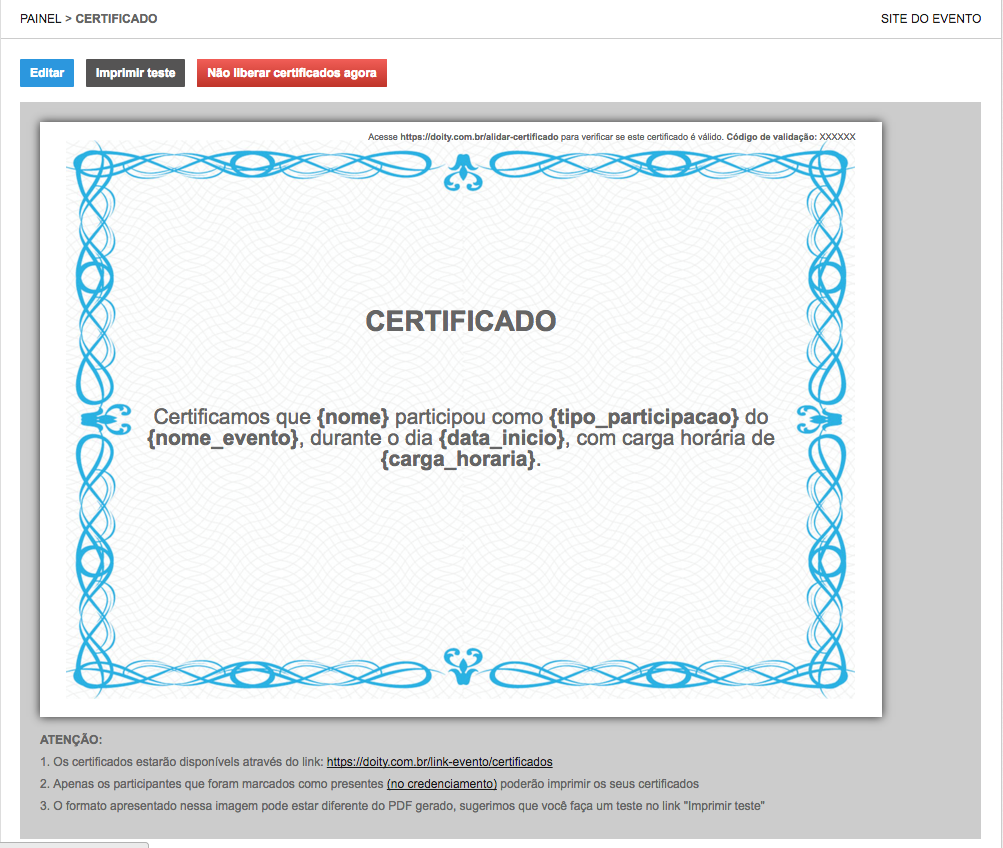 PAINEL > CERTIFICADO
SITE DO EVENTO
Editar
Imprimir teste
Não liberar certificados agora
Acesse https://doity.com.br/alidar-certificado para verificar se este certificado é válido. Código de validação: XXXXXX
CERTIFICADO
Certificamos que {nome} participou como {tipo_participacao} do
{nome_evento}, durante o dia {data_inicio}, com carga horária de
{carga_horaria}.
ATENÇÃO:
1. Os certificados estarão disponíveis através do link: https://doity.com.br/link-evento/certificados
2. Apenas os participantes que foram marcados como presentes (no credenciamento) poderão imprimir os seus certificados
3. O formato apresentado nessa imagem pode estar diferente do PDF gerado, sugerimos que você faça um teste no link "Imprimir teste"